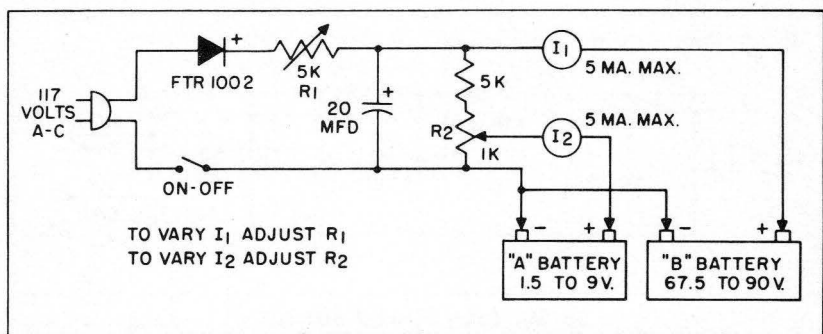 117
VOLTS
A-C
+
FTR 1002
5K
R1
20
MFD
+
5K
R2
1K
I1
5 MA. MAX.
I2
5 MA. MAX.
ON-OFF
TO VARY I1 ADJUST R1
TO VARY I2 ADJUST R2
− +
"A" BATTERY
1.5 TO 9V.
− +
"B" BATTERY
67.5 TO 90V.